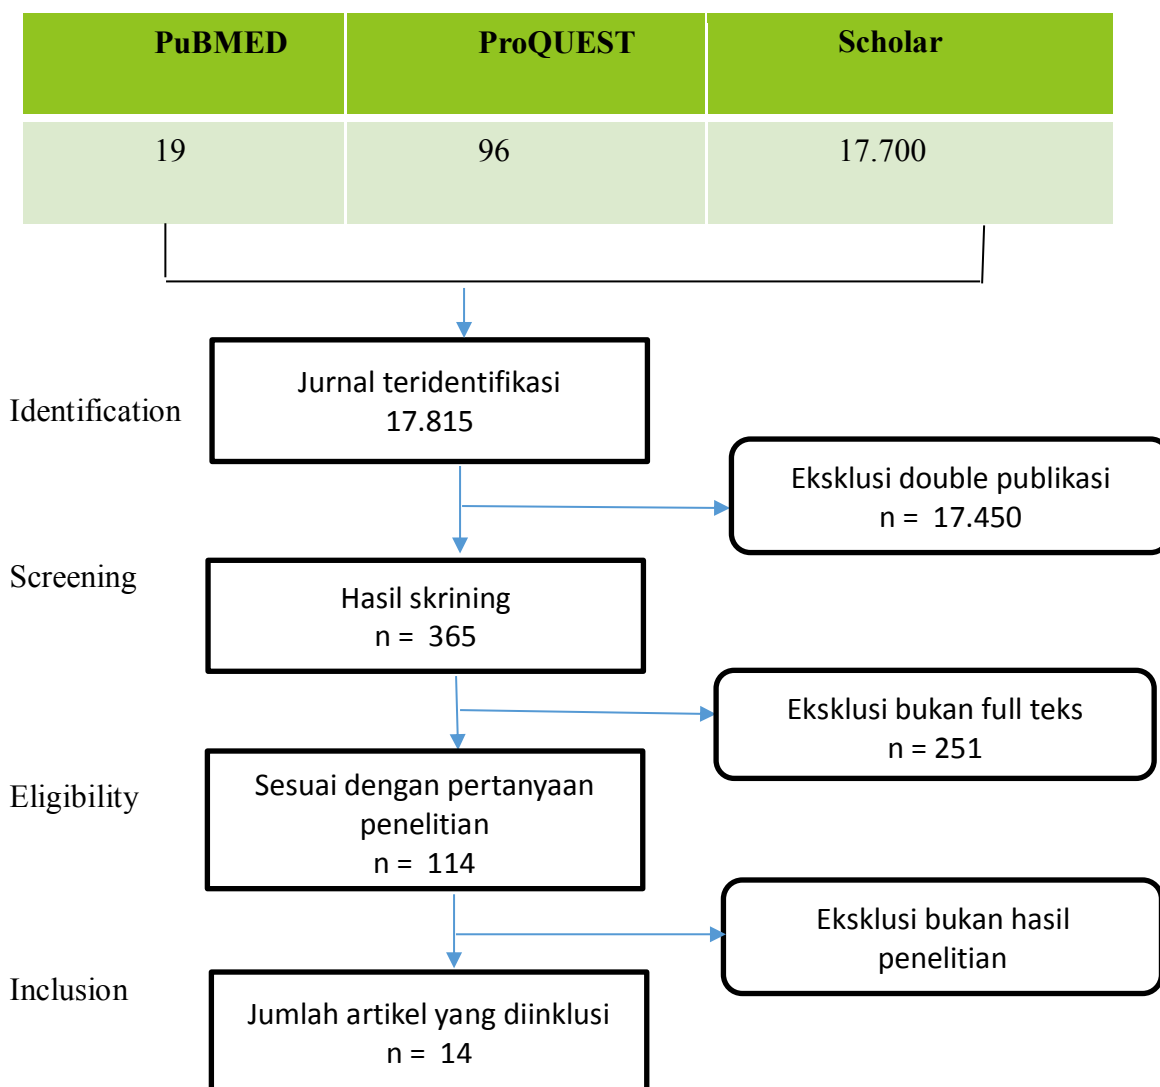 PuBMED ProQUEST Scholar
19 96 17.700
Jurnal teridentifikasi
17.815
Identification
Eksklusi double publikasi
n = 17.450
Screening
Hasil skrining
n = 365
Eksklusi bukan full teks
n = 251
Eligibility
Sesuai dengan pertanyaan
penelitian
n = 114
Eksklusi bukan hasil
penelitian
Inclusion
Jumlah artikel yang diinklusi
n = 14